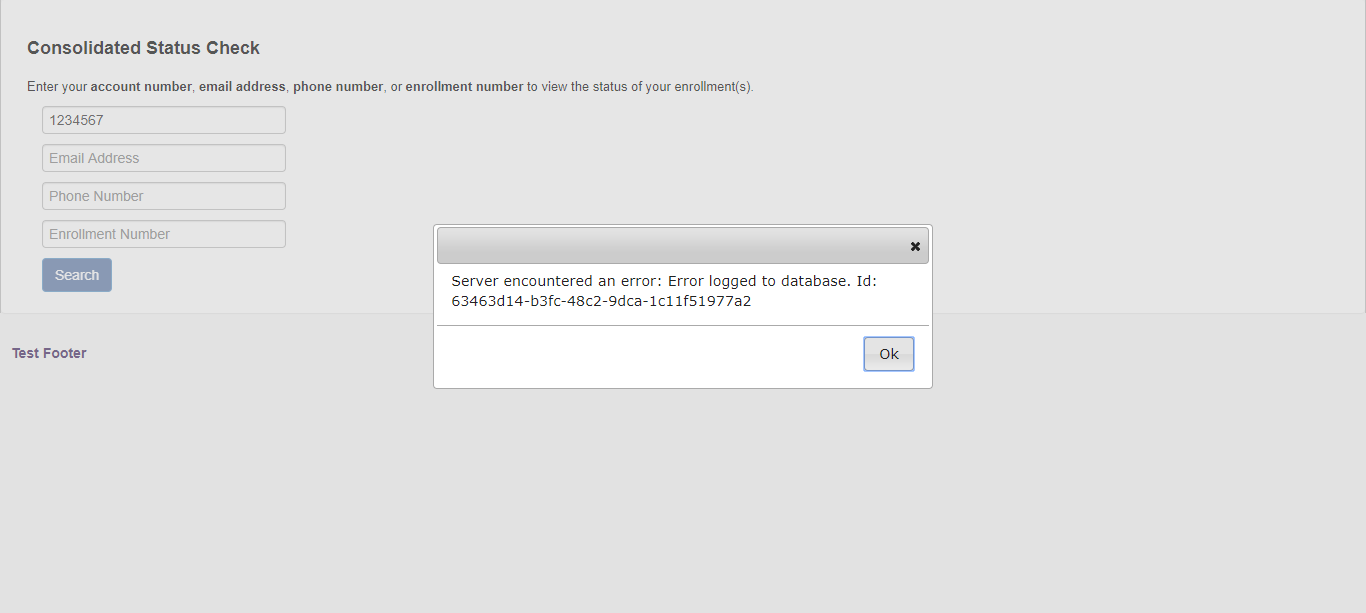 Consolidated Status Check
Enter your account number, email address, phone number, or enrollment number to view the status of your enrollment(s).
1234567
Email Address
Phone Number
Enrollment Number
Search
Server encountered an error: Error logged to database. Id:
63463d14-b3fc-48c2-9dca-1c11f51977a2
Ok
Test Footer